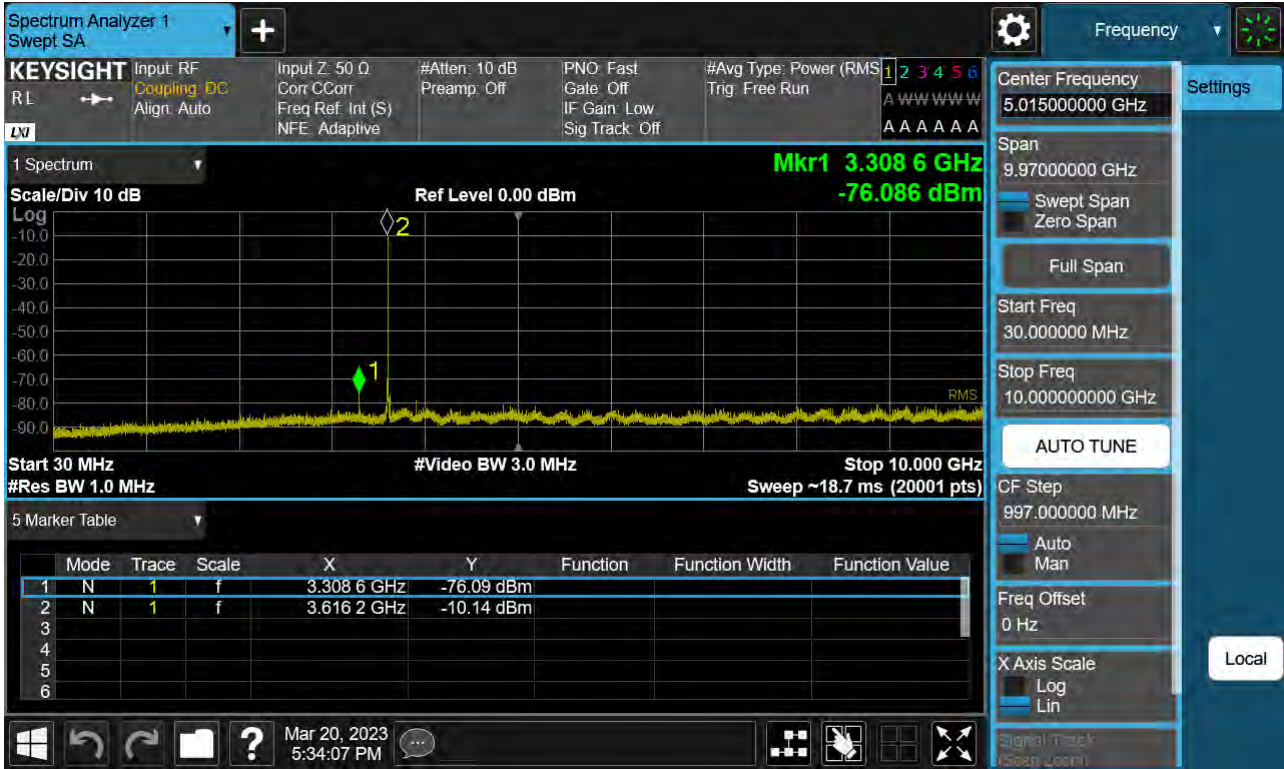 Spectrum Analyzer 1
Swept SA
+
Frequency
KEYSIGHT
RL
LXI
Input: RF
Coupling: DC
Align: Auto
Input Z: 50 Ω
Corr CCorr
Freq Ref: Int (S)
NFE: Adaptive
#Atten: 10 dB
Preamp: Off
PNO: Fast
Gate: Off
IF Gain: Low
Sig Track: Off
#Avg Type: Power (RMS
Trig: Free Run
1 2 3 4 5 6
A W W W W W
A A A A A A
1 Spectrum
Scale/Div 10 dB
Ref Level 0.00 dBm
Mkr1 3.308 6 GHz
-76.086 dBm
Log
-10.0
-20.0
-30.0
-40.0
-50.0
-60.0
-70.0
-80.0
-90.0
2
1
RMS
Start 30 MHz
#Video BW 3.0 MHz
Stop 10.000 GHz
#Res BW 1.0 MHz
Sweep ~18.7 ms (20001 pts)
5 Marker Table
Mode Trace Scale X Y Function Function Width Function Value
1 N 1 f 3.308 6 GHz -76.09 dBm
2 N 1 f 3.616 2 GHz -10.14 dBm
3
4
5
6
Mar 20, 2023
5:34:07 PM
?
Center Frequency
5.015000000 GHz
Settings
Span
9.97000000 GHz
Swept Span
Zero Span
Full Span
Start Freq
30.000000 MHz
Stop Freq
10.000000000 GHz
AUTO TUNE
CF Step
997.000000 MHz
Auto
Man
Freq Offset
0 Hz
X Axis Scale
Log
Lin
Local
Signal Track
(Span Zoom)